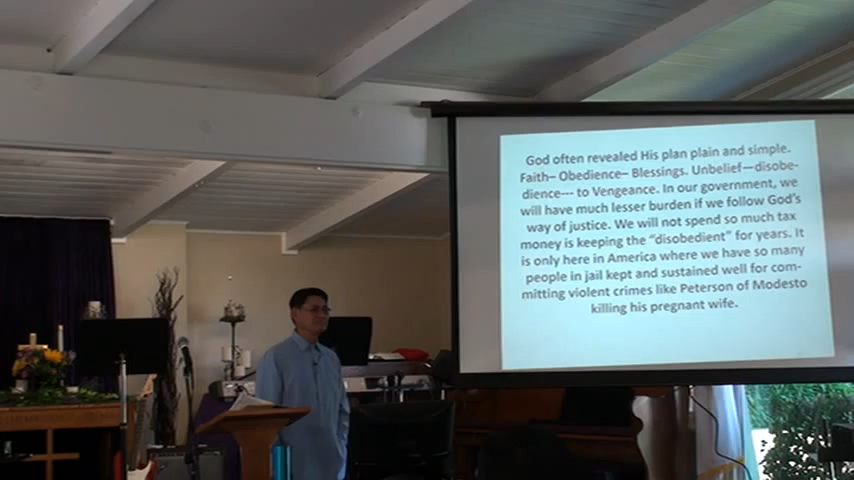 God often revealed His plan plain and simple.
Faith– Obedience– Blessings. Unbelief—disobe-
dience--- to Vengeance. In our government, we
will have much lesser burden if we follow God's
way of justice. We will not spend so much tax
money is keeping the "disobedient" for years. It
is only here in America where we have so many
people in jail kept and sustained well for com-
mitting violent crimes like Peterson of Modesto
killing his pregnant wife.